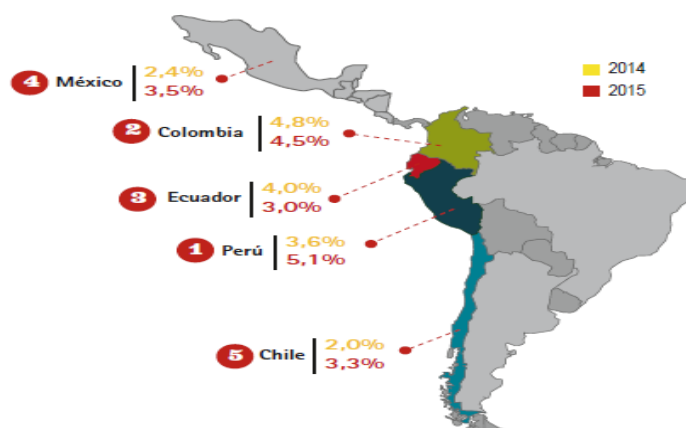 2014
2015
4 México 2,4%
3,5%
2 Colombia 4,8%
4,5%
3 Ecuador 4,0%
3,0%
1 Perú 3,6%
5,1%
5 Chile 2,0%
3,3%